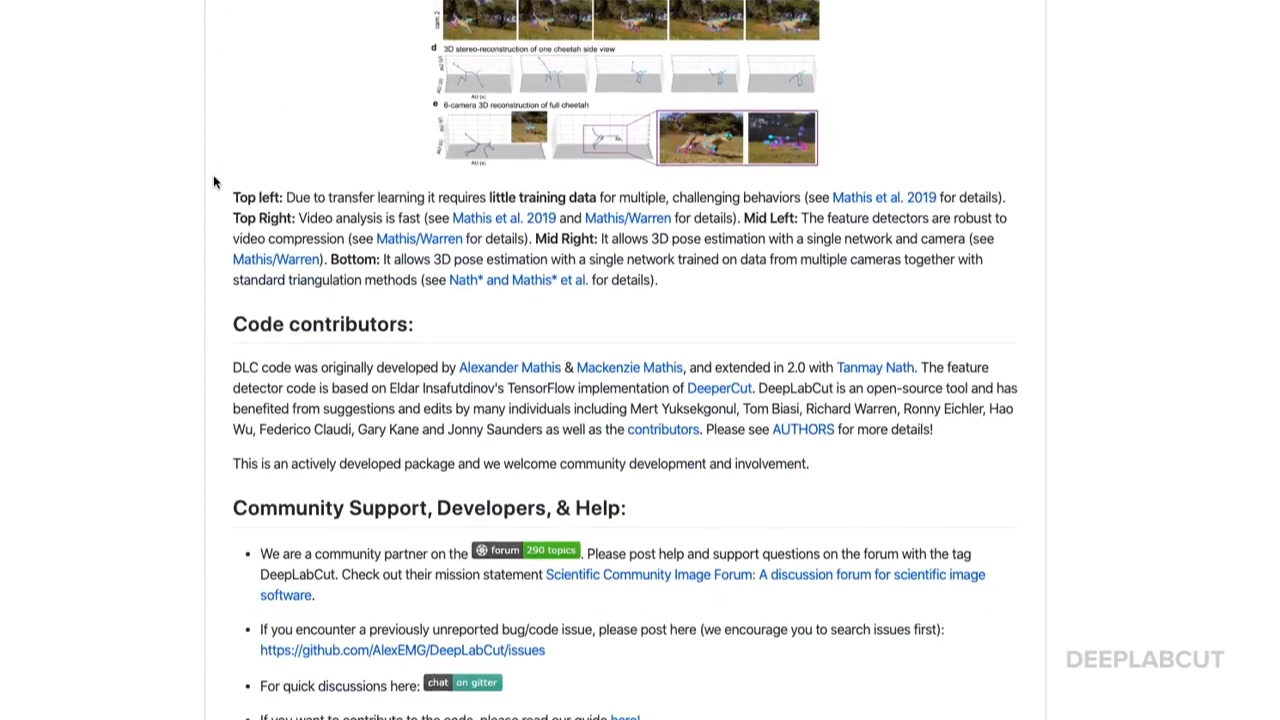 cam 2
d 3D stereo-reconstruction of one cheetah side view
AU (x)
e 6-camera 3D reconstruction of full cheetah
AU (x)
Top left: Due to transfer learning it requires little training data for multiple, challenging behaviors (see Mathis et al. 2019 for details).
Top Right: Video analysis is fast (see Mathis et al. 2019 and Mathis/Warren for details). Mid Left: The feature detectors are robust to
video compression (see Mathis/Warren for details). Mid Right: It allows 3D pose estimation with a single network and camera (see
Mathis/Warren). Bottom: It allows 3D pose estimation with a single network trained on data from multiple cameras together with
standard triangulation methods (see Nath* and Mathis* et al. for details).
Code contributors:
DLC code was originally developed by Alexander Mathis & Mackenzie Mathis, and extended in 2.0 with Tanmay Nath. The feature
detector code is based on Eldar Insafutdinov's TensorFlow implementation of DeeperCut. DeepLabCut is an open-source tool and has
benefited from suggestions and edits by many individuals including Mert Yuksekgonul, Tom Biasi, Richard Warren, Ronny Eichler, Hao
Wu, Federico Claudi, Gary Kane and Jonny Saunders as well as the contributors. Please see AUTHORS for more details!
This is an actively developed package and we welcome community development and involvement.
Community Support, Developers, & Help:
• We are a community partner on the forum 290 topics. Please post help and support questions on the forum with the tag
DeepLabCut. Check out their mission statement Scientific Community Image Forum: A discussion forum for scientific image
software.
• If you encounter a previously unreported bug/code issue, please post here (we encourage you to search issues first):
https://github.com/AlexEMG/DeepLabCut/issues
DEEPLABCUT
• For quick discussions here: chat on gitter
• If you want to contribute to the code, please read our guide here!